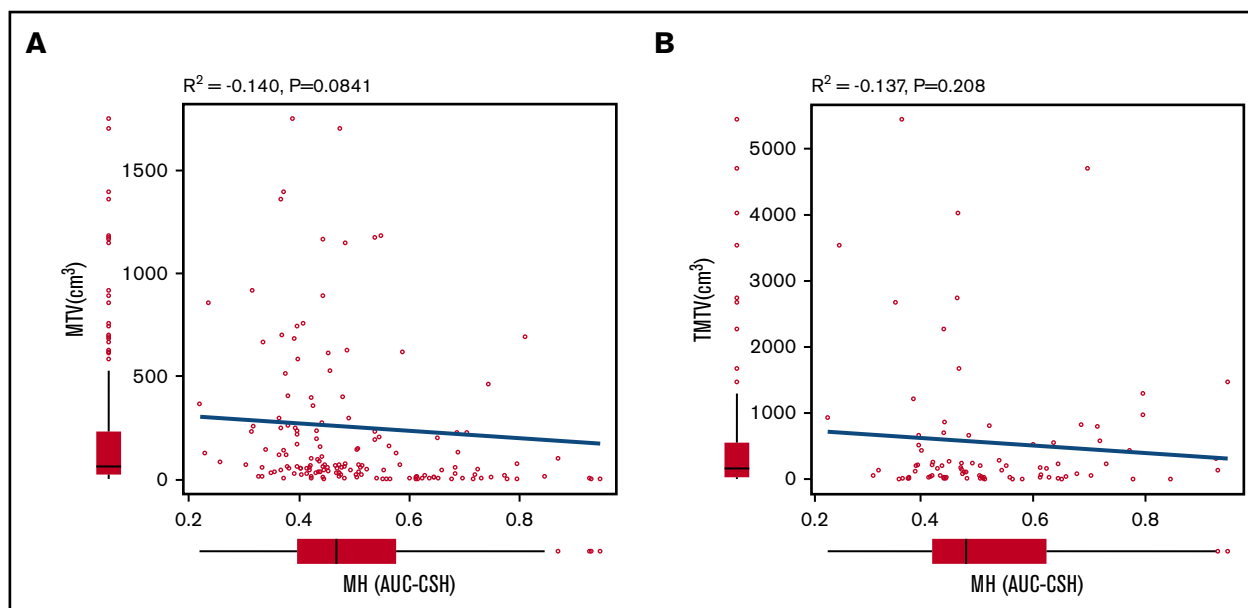 A
R² = -0.140, P=0.0841
MTV(cm³)
1500
1000
500
0
0.2 0.4 0.6 0.8
MH (AUC-CSH)
B
R² = -0.137, P=0.208
TMTV(cm³)
5000
4000
3000
2000
1000
0
0.2 0.4 0.6 0.8
MH (AUC-CSH)